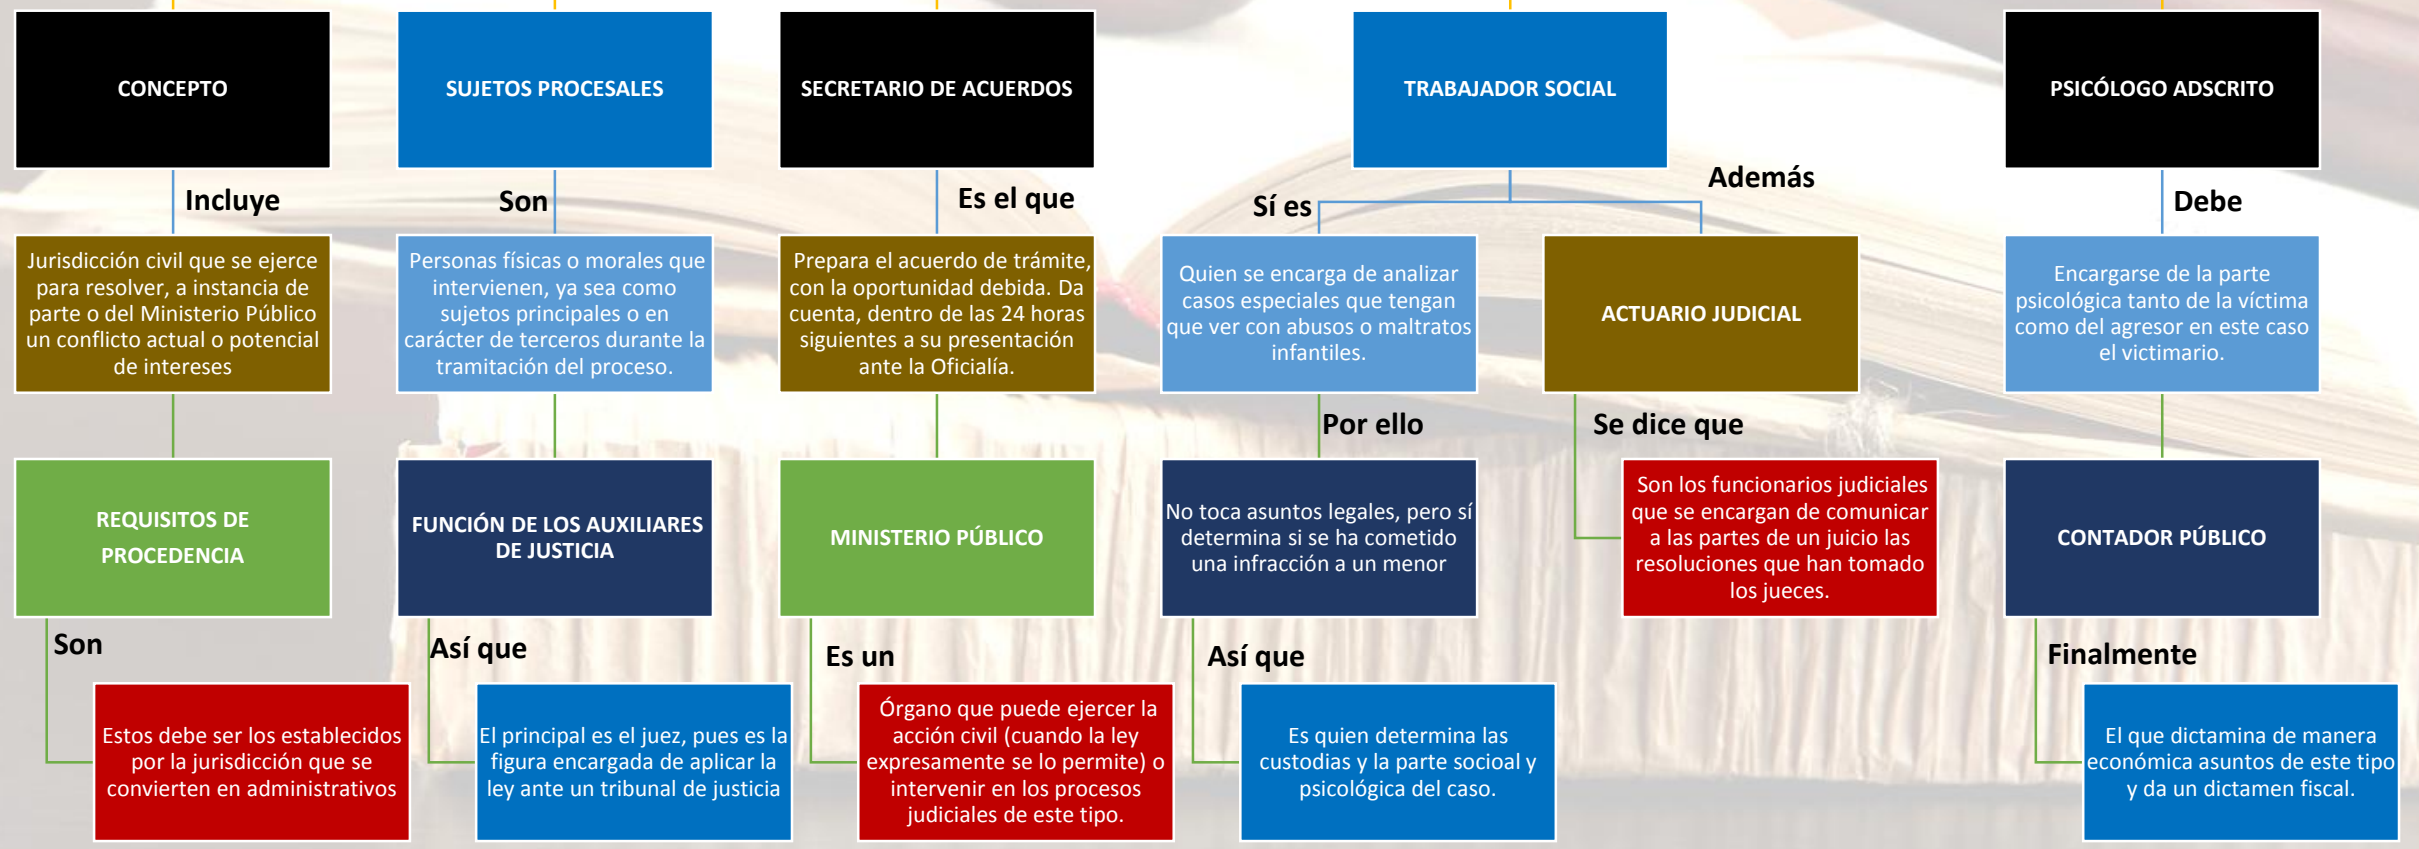 CONCEPTO
Incluye
Jurisdicción civil que se ejerce
para resolver, a instancia de
parte o del Ministerio Público
un conflicto actual o potencial
de intereses
REQUISITOS DE
PROCEDENCIA
Son
Estos debe ser los establecidos
por la jurisdicción que se
convierten en administrativos
SUJETOS PROCESALES
Son
Personas físicas o morales que
intervienen, ya sea como
sujetos principales o en
carácter de terceros durante la
tramitación del proceso.
FUNCIÓN DE LOS AUXILIARES
DE JUSTICIA
Así que
El principal es el juez, pues es la
figura encargada de aplicar la
ley ante un tribunal de justicia
SECRETARIO DE ACUERDOS
Es el que
Prepara el acuerdo de trámite,
con la oportunidad debida. Da
cuenta, dentro de las 24 horas
siguientes a su presentación
ante la Oficialía.
MINISTERIO PÚBLICO
Es un
Órgano que puede ejercer la
acción civil (cuando la ley
expresamente se lo permite) o
intervenir en los procesos
judiciales de este tipo.
TRABAJADOR SOCIAL
Sí es
Quien se encarga de analizar
casos especiales que tengan
que ver con abusos o maltratos
infantiles.
Por ello
No toca asuntos legales, pero sí
determina si se ha cometido
una infracción a un menor
Así que
Es quien determina las
custodias y la parte socioal y
psicológica del caso.
Además
ACTUARIO JUDICIAL
Se dice que
Son los funcionarios judiciales
que se encargan de comunicar
a las partes de un juicio las
resoluciones que han tomado
los jueces.
PSICÓLOGO ADSCRITO
Debe
Encargarse de la parte
psicológica tanto de la víctima
como del agresor en este caso
el victimario.
CONTADOR PÚBLICO
Finalmente
El que dictamina de manera
económica asuntos de este tipo
y da un dictamen fiscal.